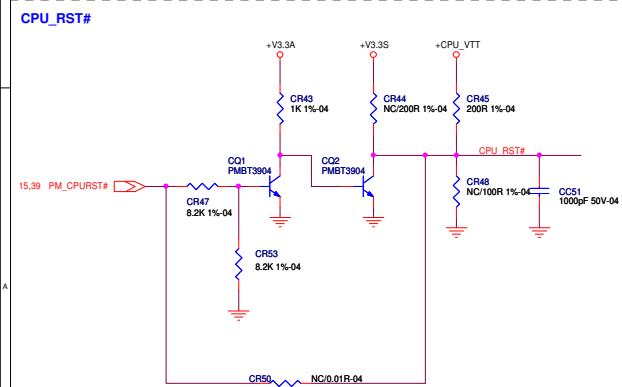 CPU_RST#
+V3.3A
+V3.3S
+CPU_VTT
CR43
1K 1%-04
CR44
NC/200R 1%-04
CR45
200R 1%-04
CPU_RST#
CQ1
PMBT3904
CQ2
PMBT3904
15,39 PM_CPURST#
CR47
8.2K 1%-04
CR48
NC/100R 1%-04
CC51
1000pF 50V-04
CR53
8.2K 1%-04
A
CR50
NC/0.01R-04